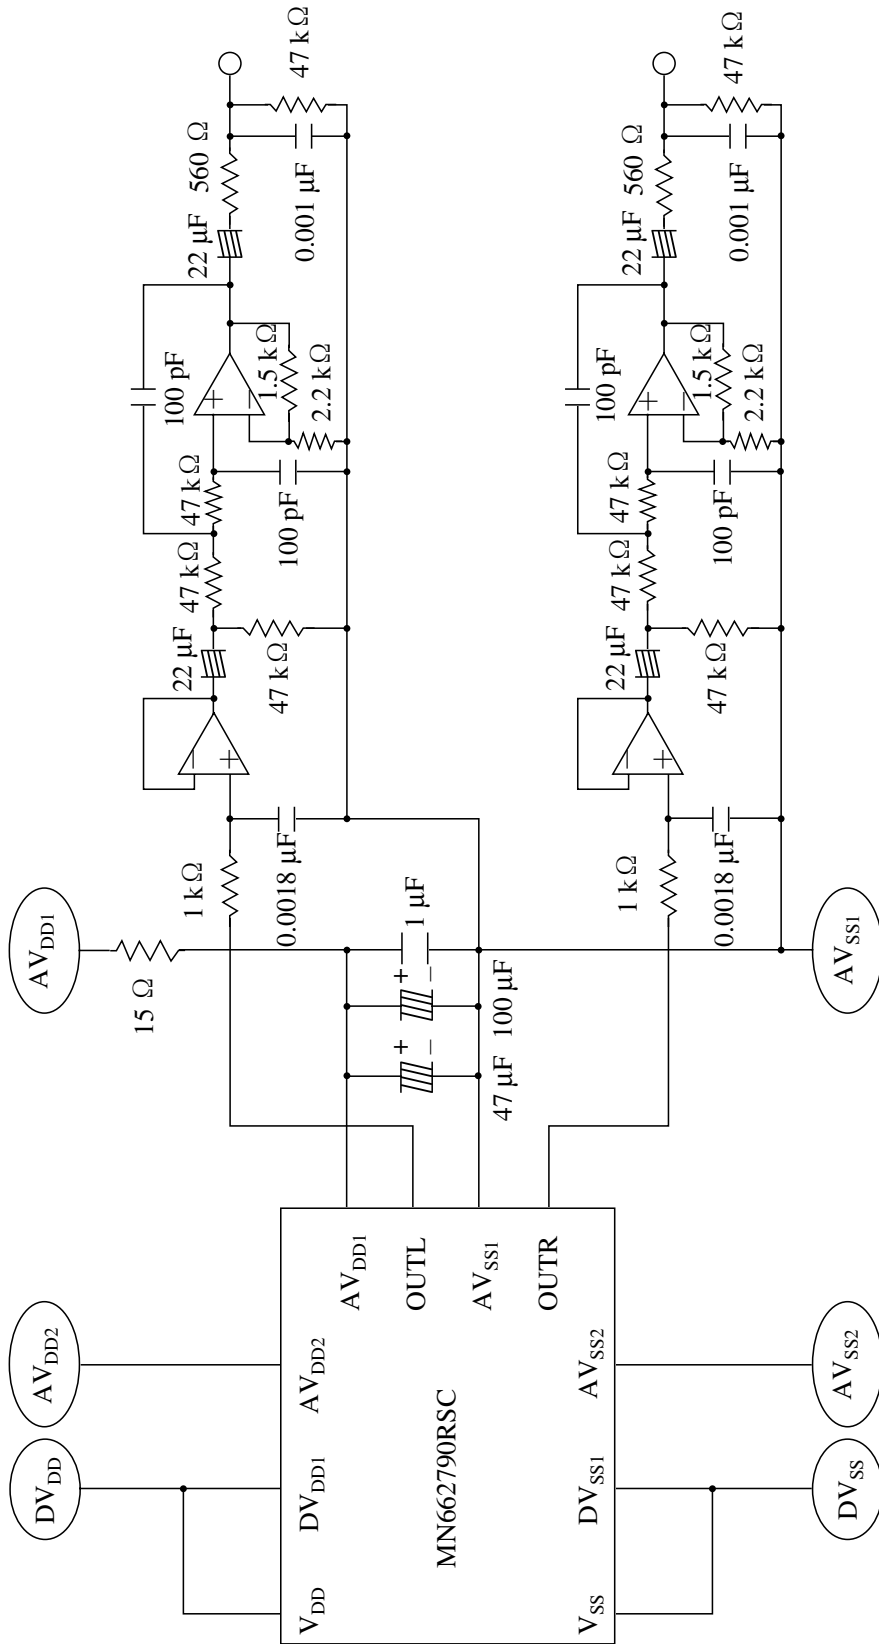 47 kΩ
560 Ω
0.001 µF
22 µF
100 pF
+
−
1.5 kΩ
2.2 kΩ
47 kΩ
100 pF
47 kΩ
22 µF
47 kΩ
−
+
0.0018 µF
1 kΩ
47 kΩ
560 Ω
0.001 µF
22 µF
100 pF
+
−
1.5 kΩ
2.2 kΩ
47 kΩ
100 pF
47 kΩ
22 µF
47 kΩ
−
+
0.0018 µF
1 kΩ
AVDD1
15 Ω
1 µF
+
−
100 µF
+
−
47 µF
AVSS1
AVDD1
OUTL
AVSS1
OUTR
AVDD2
AVDD2
AVSS2
AVSS2
MN662790RSC
DVDD
DVDD1
DVSS1
DVSS
VDD
VSS